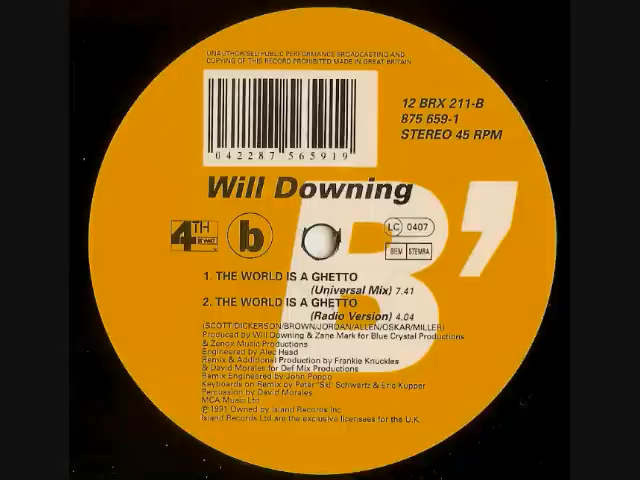 UNAUTHORISED PUBLIC PERFORMANCE BROADCASTING AND
COPYING OF THIS RECORD PROHIBITED MADE IN GREAT BRITAIN
12 BRX 211-B
875 659-1
STEREO 45 RPM
042287 565919
Will Downing
4TH
b
LC 0407
BIEM STEMRA
B'
1. THE WORLD IS A GHETTO
(Universal Mix) 7.41
2. THE WORLD IS A GHETTO
(Radio Version) 4.04
(SCOTT/DICKERSON/BROWN/JORDAN/ALLEN/OSKAR/MILLER)
Produced by Will Downing & Zane Mark for Blue Crystal Productions
& Zanox Music Productions
Engineered by Alec Head
Remix & Additional Production by Frankie Knuckles
& David Morales for Def Mix Productions
Remix Engineered by John Poppo
Keyboards on Remix by Peter "Ski" Schwartz & Eric Kupper
Percussion by David Morales
MCA Music Ltd
℗ 1991 Owned by Island Records Inc
Island Records Ltd are the exclusive licensees for the U.K.